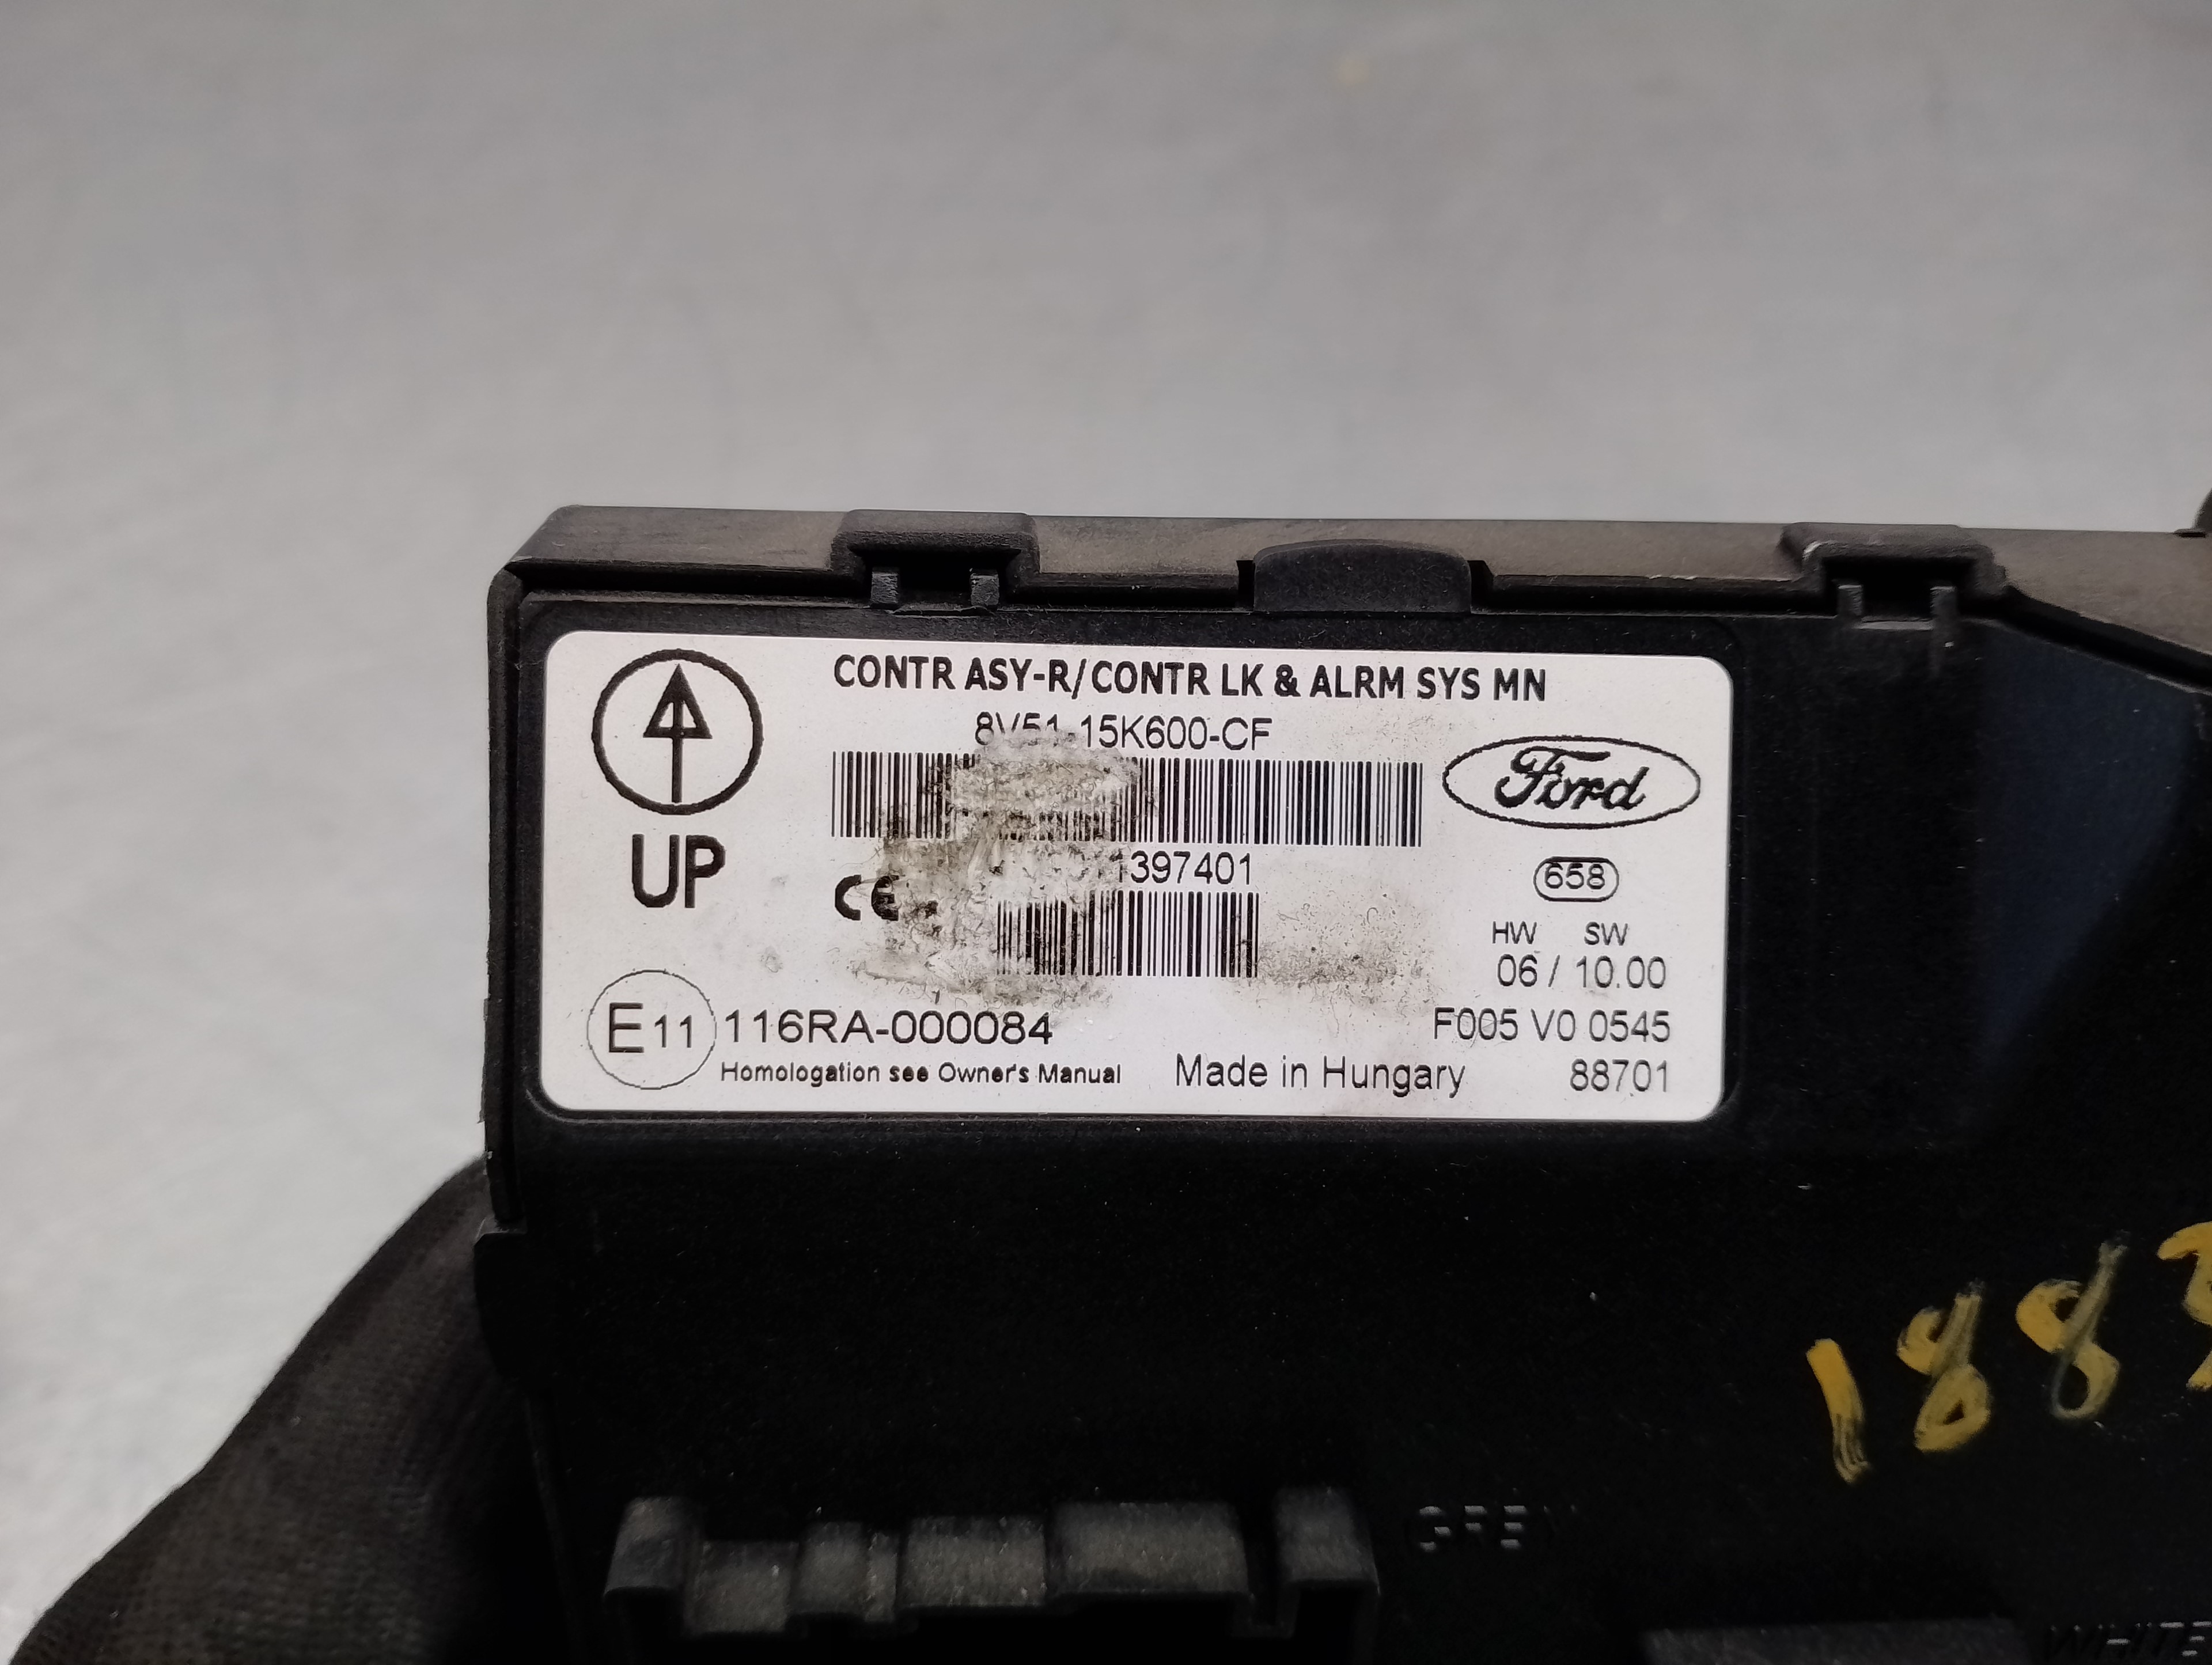 CONTR ASY-R/CONTR LK & ALRM SYS MN
8V51-15K600-CF
Ford
UP
CE
658
HW SW
06 / 10.00
E11 116RA-000084
F005 V0 0545
Homologation see Owner's Manual
Made in Hungary
88701